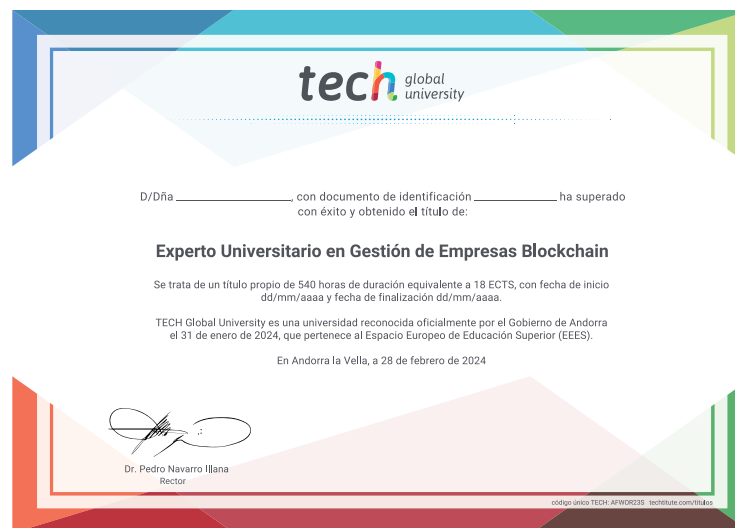 tech global university
D/Dña ____________, con documento de identificación ____________ ha superado
con éxito y obtenido el título de:
Experto Universitario en Gestión de Empresas Blockchain
Se trata de un título propio de 540 horas de duración equivalente a 18 ECTS, con fecha de inicio
dd/mm/aaaa y fecha de finalización dd/mm/aaaa.
TECH Global University es una universidad reconocida oficialmente por el Gobierno de Andorra
el 31 de enero de 2024, que pertenece al Espacio Europeo de Educación Superior (EEES).
En Andorra la Vella, a 28 de febrero de 2024
Dr. Pedro Navarro Illana
Rector
código único TECH: AFWOR23S techtitute.com/titulos